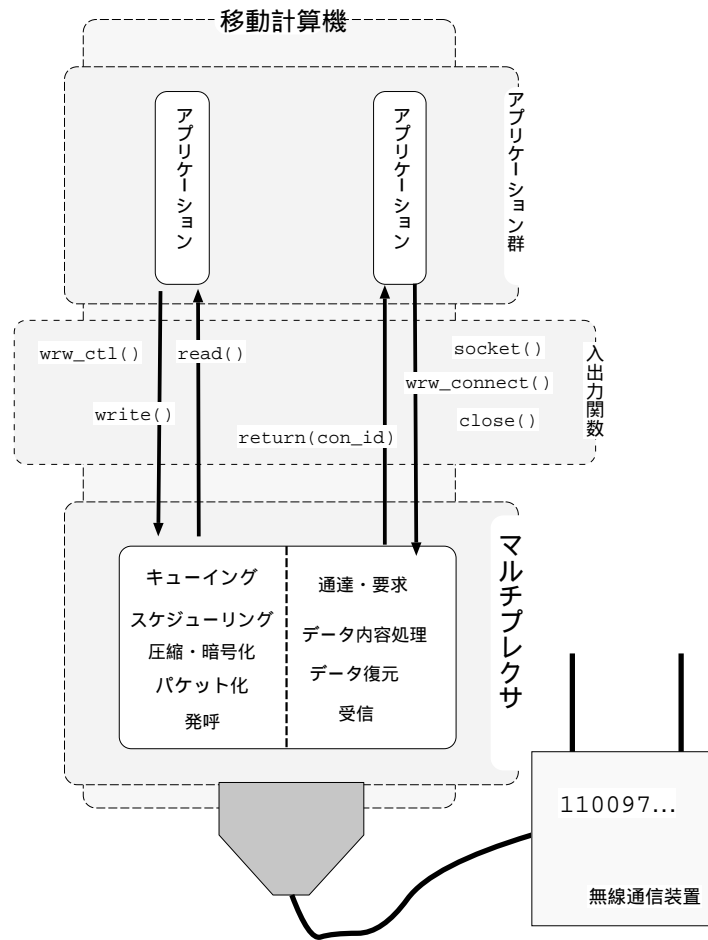 移動計算機
アプリケーション群
アプリケーション
アプリケーション
入出力関数
wrw_ctl()
read()
write()
return(con_id)
socket()
wrw_connect()
close()
マルチプレクサ
キューイング
スケジューリング
圧縮・暗号化
パケット化
発呼
通達・要求
データ内容処理
データ復元
受信
110097...
無線通信装置